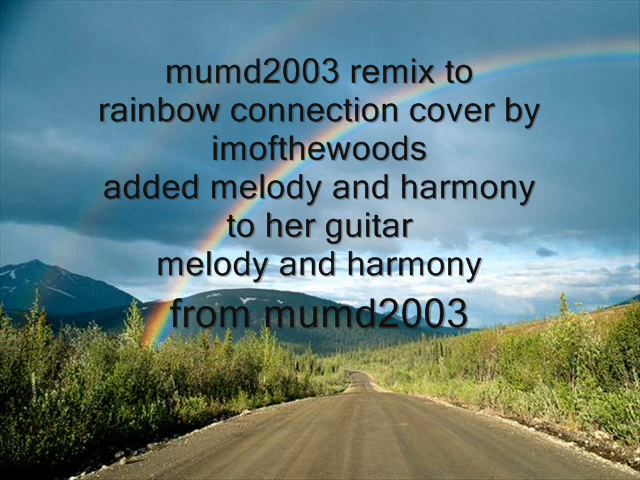 mumd2003 remix to
rainbow connection cover by
imofthewoods
added melody and harmony
to her guitar
melody and harmony
from mumd2003